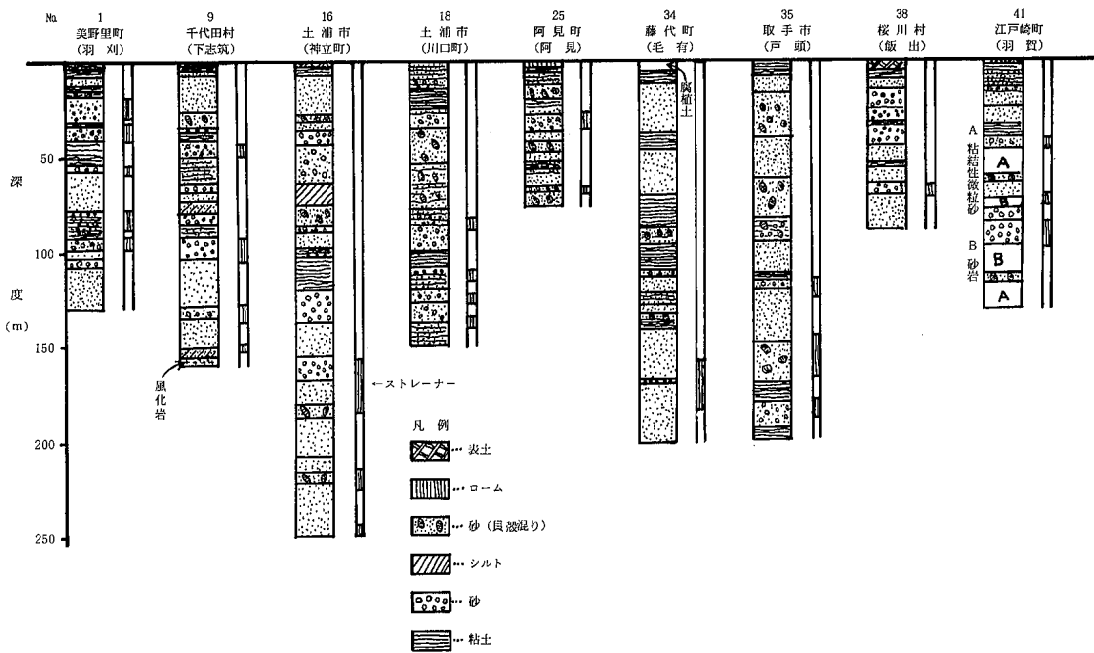 No. 1 9 16 18 25 34 35 38 41
美野里町 千代田村 土浦市 土浦市 阿見町 藤代町 取手市 桜川村 江戸崎町
(羽刈) (下志筑) (神立町) (川口町) (阿見) (毛有) (戸頭) (飯出) (羽賀)
腐植土
50
100
150
200
250
深度(m)
A 粘結性微粒砂
B 砂岩
A
B
B
A
風化岩
←ストレーナー
凡例
… 表土
… ローム
… 砂(貝殻混り)
… シルト
… 砂
… 粘土